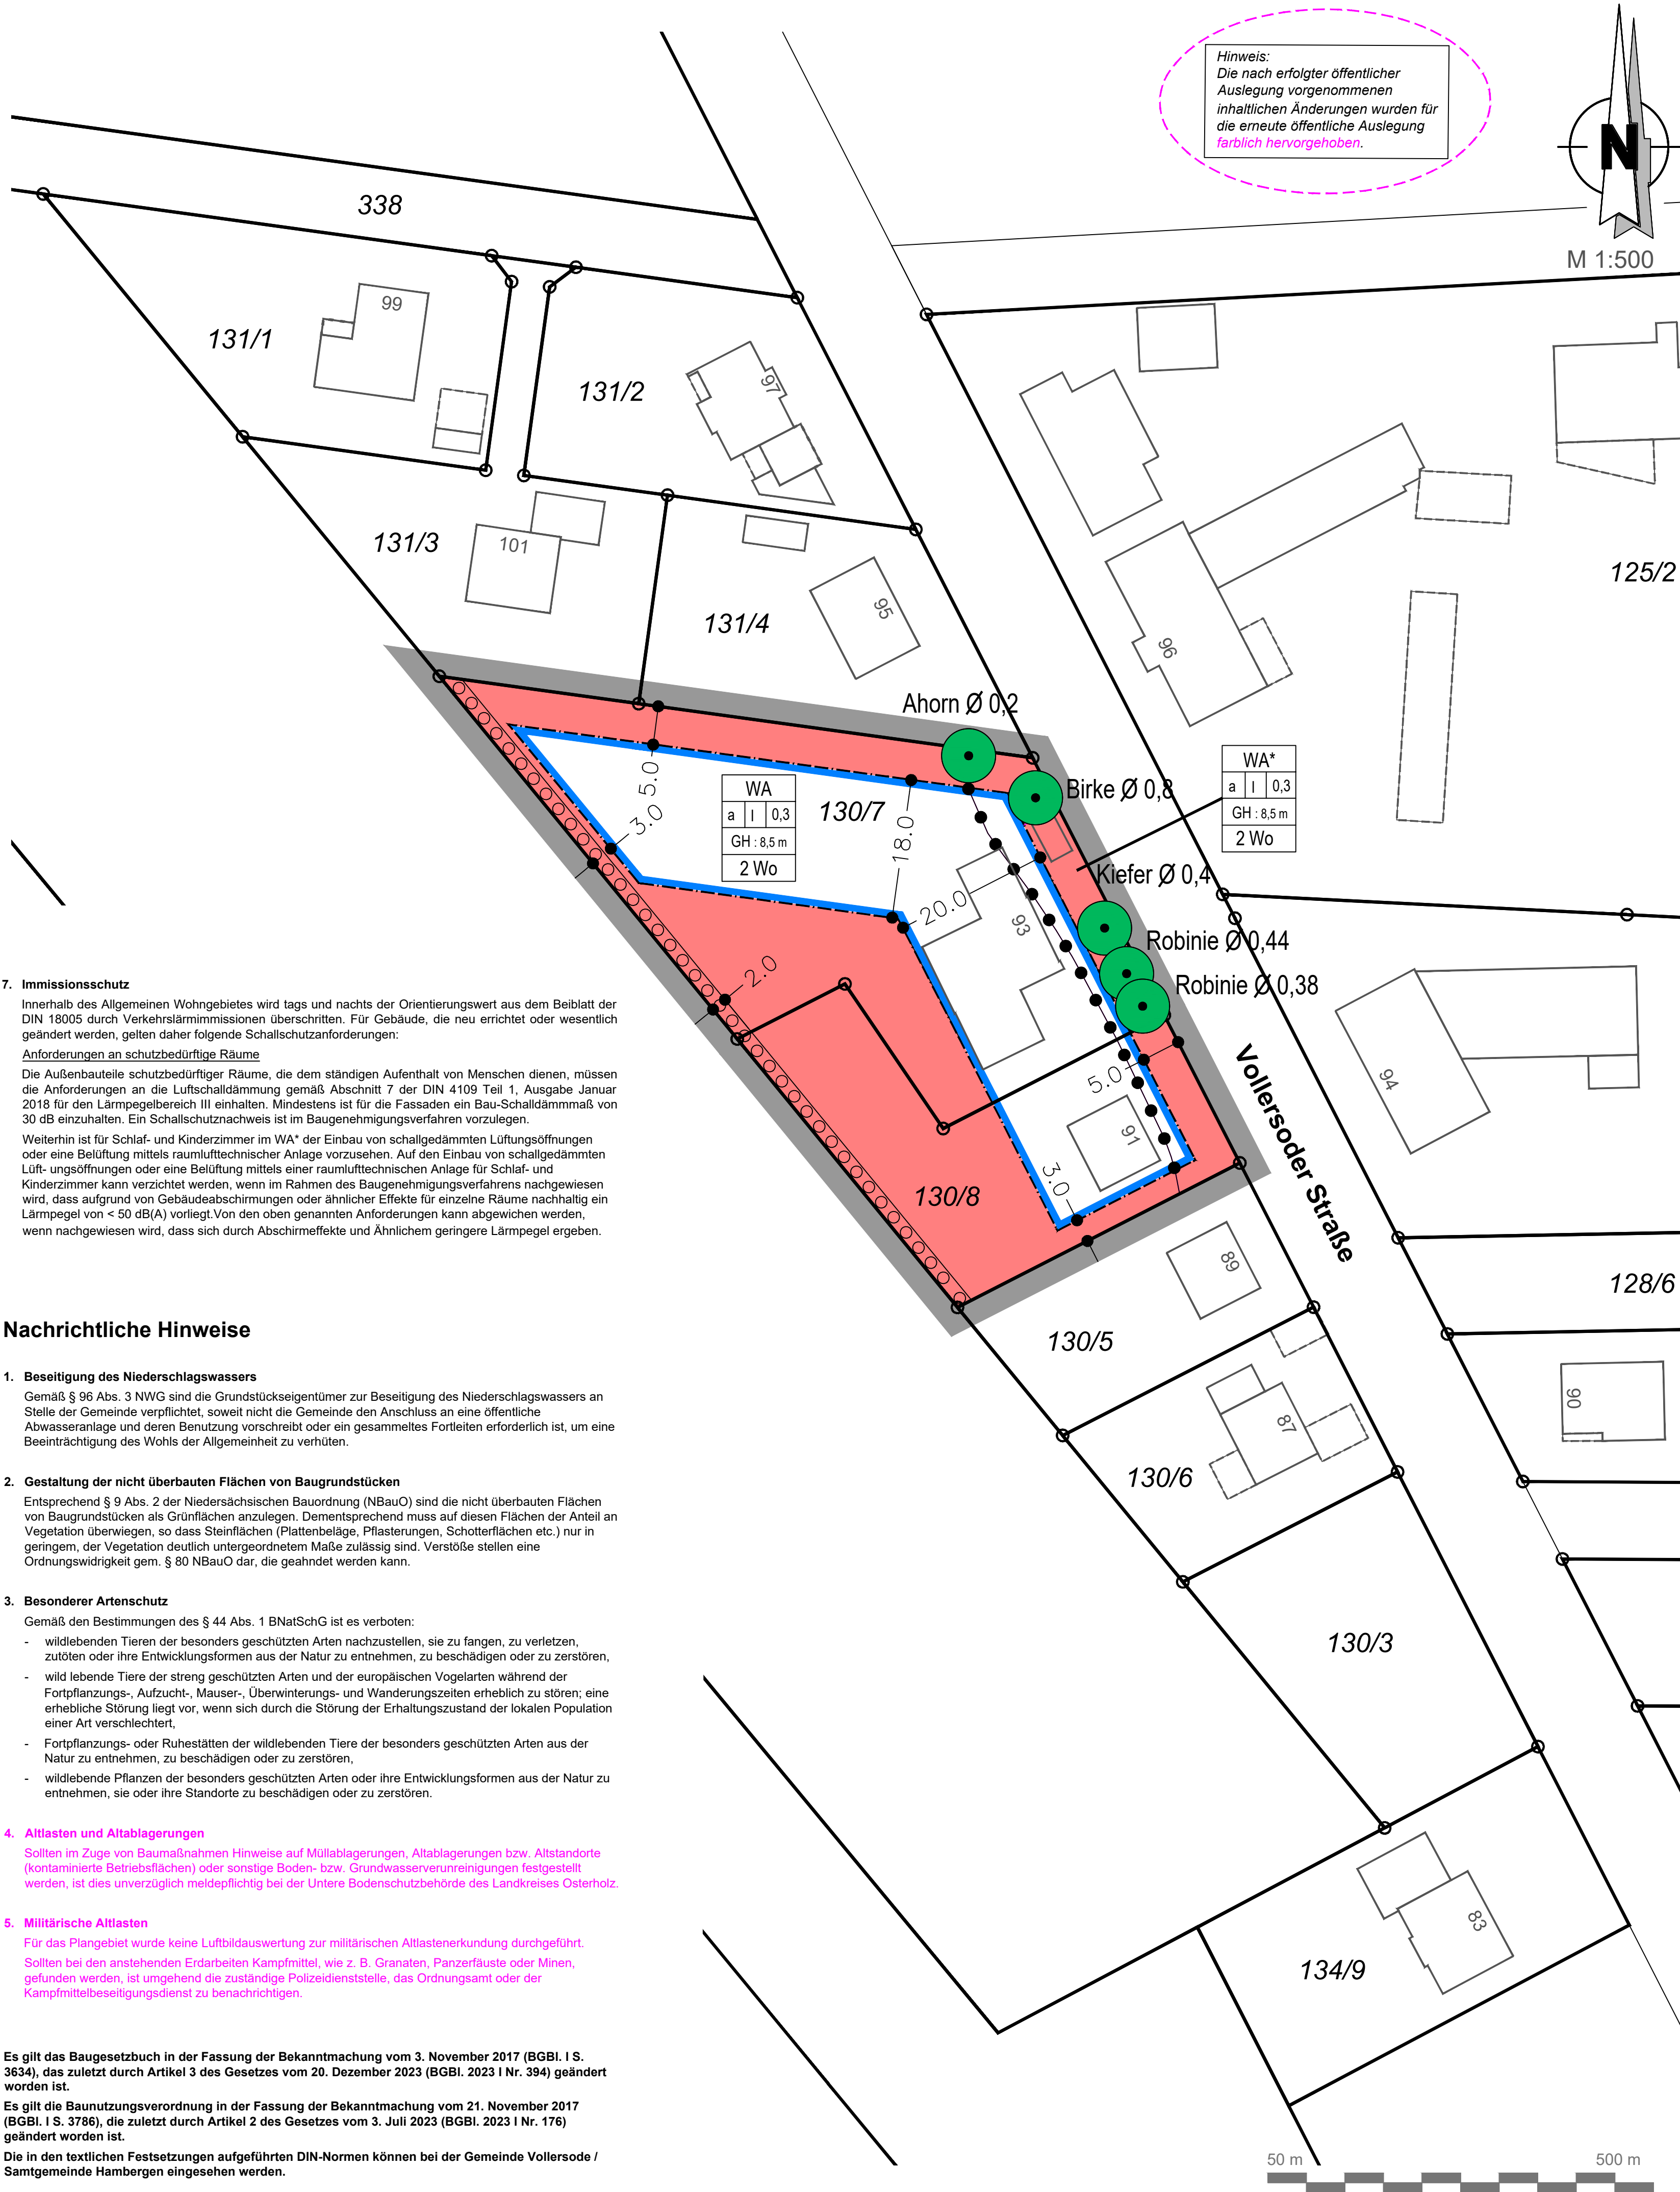 Hinweis:
Die nach erfolgter öffentlicher
Auslegung vorgenommenen
inhaltlichen Änderungen wurden für
die erneute öffentliche Auslegung
farblich hervorgehoben.
N
M 1:500
338
99
131/1
131/2
97
131/3
101
131/4
95
96
125/2
Ahorn Ø 0,2
Birke Ø 0,8
Kiefer Ø 0,4
Robinie Ø 0,44
Robinie Ø 0,38
WA
a I 0,3
GH : 8,5 m
2 Wo
WA*
a I 0,3
GH : 8,5 m
2 Wo
130/7
5.0
3.0
18.0
20.0
93
2.0
5.0
91
3.0
130/8
94
Vollersoder Straße
89
130/5
128/6
87
90
130/6
130/3
134/9
83
50 m
500 m
7. Immissionsschutz
Innerhalb des Allgemeinen Wohngebietes wird tags und nachts der Orientierungswert aus dem Beiblatt der
DIN 18005 durch Verkehrslärmimmissionen überschritten. Für Gebäude, die neu errichtet oder wesentlich
geändert werden, gelten daher folgende Schallschutzanforderungen:
Anforderungen an schutzbedürftige Räume
Die Außenbauteile schutzbedürftiger Räume, die dem ständigen Aufenthalt von Menschen dienen, müssen
die Anforderungen an die Luftschalldämmung gemäß Abschnitt 7 der DIN 4109 Teil 1, Ausgabe Januar
2018 für den Lärmpegelbereich III einhalten. Mindestens ist für die Fassaden ein Bau-Schalldämmmaß von
30 dB einzuhalten. Ein Schallschutznachweis ist im Baugenehmigungsverfahren vorzulegen.
Weiterhin ist für Schlaf- und Kinderzimmer im WA* der Einbau von schallgedämmten Lüftungsöffnungen
oder eine Belüftung mittels raumlufttechnischer Anlage vorzusehen. Auf den Einbau von schallgedämmten
Lüft- ungsöffnungen oder eine Belüftung mittels einer raumlufttechnischen Anlage für Schlaf- und
Kinderzimmer kann verzichtet werden, wenn im Rahmen des Baugenehmigungsverfahrens nachgewiesen
wird, dass aufgrund von Gebäudeabschirmungen oder ähnlicher Effekte für einzelne Räume nachhaltig ein
Lärmpegel von < 50 dB(A) vorliegt.Von den oben genannten Anforderungen kann abgewichen werden,
wenn nachgewiesen wird, dass sich durch Abschirmeffekte und Ähnlichem geringere Lärmpegel ergeben.
Nachrichtliche Hinweise
1. Beseitigung des Niederschlagswassers
Gemäß § 96 Abs. 3 NWG sind die Grundstückseigentümer zur Beseitigung des Niederschlagswassers an
Stelle der Gemeinde verpflichtet, soweit nicht die Gemeinde den Anschluss an eine öffentliche
Abwasseranlage und deren Benutzung vorschreibt oder ein gesammeltes Fortleiten erforderlich ist, um eine
Beeinträchtigung des Wohls der Allgemeinheit zu verhüten.
2. Gestaltung der nicht überbauten Flächen von Baugrundstücken
Entsprechend § 9 Abs. 2 der Niedersächsischen Bauordnung (NBauO) sind die nicht überbauten Flächen
von Baugrundstücken als Grünflächen anzulegen. Dementsprechend muss auf diesen Flächen der Anteil an
Vegetation überwiegen, so dass Steinflächen (Plattenbeläge, Pflasterungen, Schotterflächen etc.) nur in
geringem, der Vegetation deutlich untergeordnetem Maße zulässig sind. Verstöße stellen eine
Ordnungswidrigkeit gem. § 80 NBauO dar, die geahndet werden kann.
3. Besonderer Artenschutz
Gemäß den Bestimmungen des § 44 Abs. 1 BNatSchG ist es verboten:
- wildlebenden Tieren der besonders geschützten Arten nachzustellen, sie zu fangen, zu verletzen,
zutöten oder ihre Entwicklungsformen aus der Natur zu entnehmen, zu beschädigen oder zu zerstören,
- wild lebende Tiere der streng geschützten Arten und der europäischen Vogelarten während der
Fortpflanzungs-, Aufzucht-, Mauser-, Überwinterungs- und Wanderungszeiten erheblich zu stören; eine
erhebliche Störung liegt vor, wenn sich durch die Störung der Erhaltungszustand der lokalen Population
einer Art verschlechtert,
- Fortpflanzungs- oder Ruhestätten der wildlebenden Tiere der besonders geschützten Arten aus der
Natur zu entnehmen, zu beschädigen oder zu zerstören,
- wildlebende Pflanzen der besonders geschützten Arten oder ihre Entwicklungsformen aus der Natur zu
entnehmen, sie oder ihre Standorte zu beschädigen oder zu zerstören.
4. Altlasten und Altablagerungen
Sollten im Zuge von Baumaßnahmen Hinweise auf Müllablagerungen, Altablagerungen bzw. Altstandorte
(kontaminierte Betriebsflächen) oder sonstige Boden- bzw. Grundwasserverunreinigungen festgestellt
werden, ist dies unverzüglich meldepflichtig bei der Untere Bodenschutzbehörde des Landkreises Osterholz.
5. Militärische Altlasten
Für das Plangebiet wurde keine Luftbildauswertung zur militärischen Altlastenerkundung durchgeführt.
Sollten bei den anstehenden Erdarbeiten Kampfmittel, wie z. B. Granaten, Panzerfäuste oder Minen,
gefunden werden, ist umgehend die zuständige Polizeidienststelle, das Ordnungsamt oder der
Kampfmittelbeseitigungsdienst zu benachrichtigen.
Es gilt das Baugesetzbuch in der Fassung der Bekanntmachung vom 3. November 2017 (BGBl. I S.
3634), das zuletzt durch Artikel 3 des Gesetzes vom 20. Dezember 2023 (BGBl. 2023 I Nr. 394) geändert
worden ist.
Es gilt die Baunutzungsverordnung in der Fassung der Bekanntmachung vom 21. November 2017
(BGBl. I S. 3786), die zuletzt durch Artikel 2 des Gesetzes vom 3. Juli 2023 (BGBl. 2023 I Nr. 176)
geändert worden ist.
Die in den textlichen Festsetzungen aufgeführten DIN-Normen können bei der Gemeinde Vollersode /
Samtgemeinde Hambergen eingesehen werden.